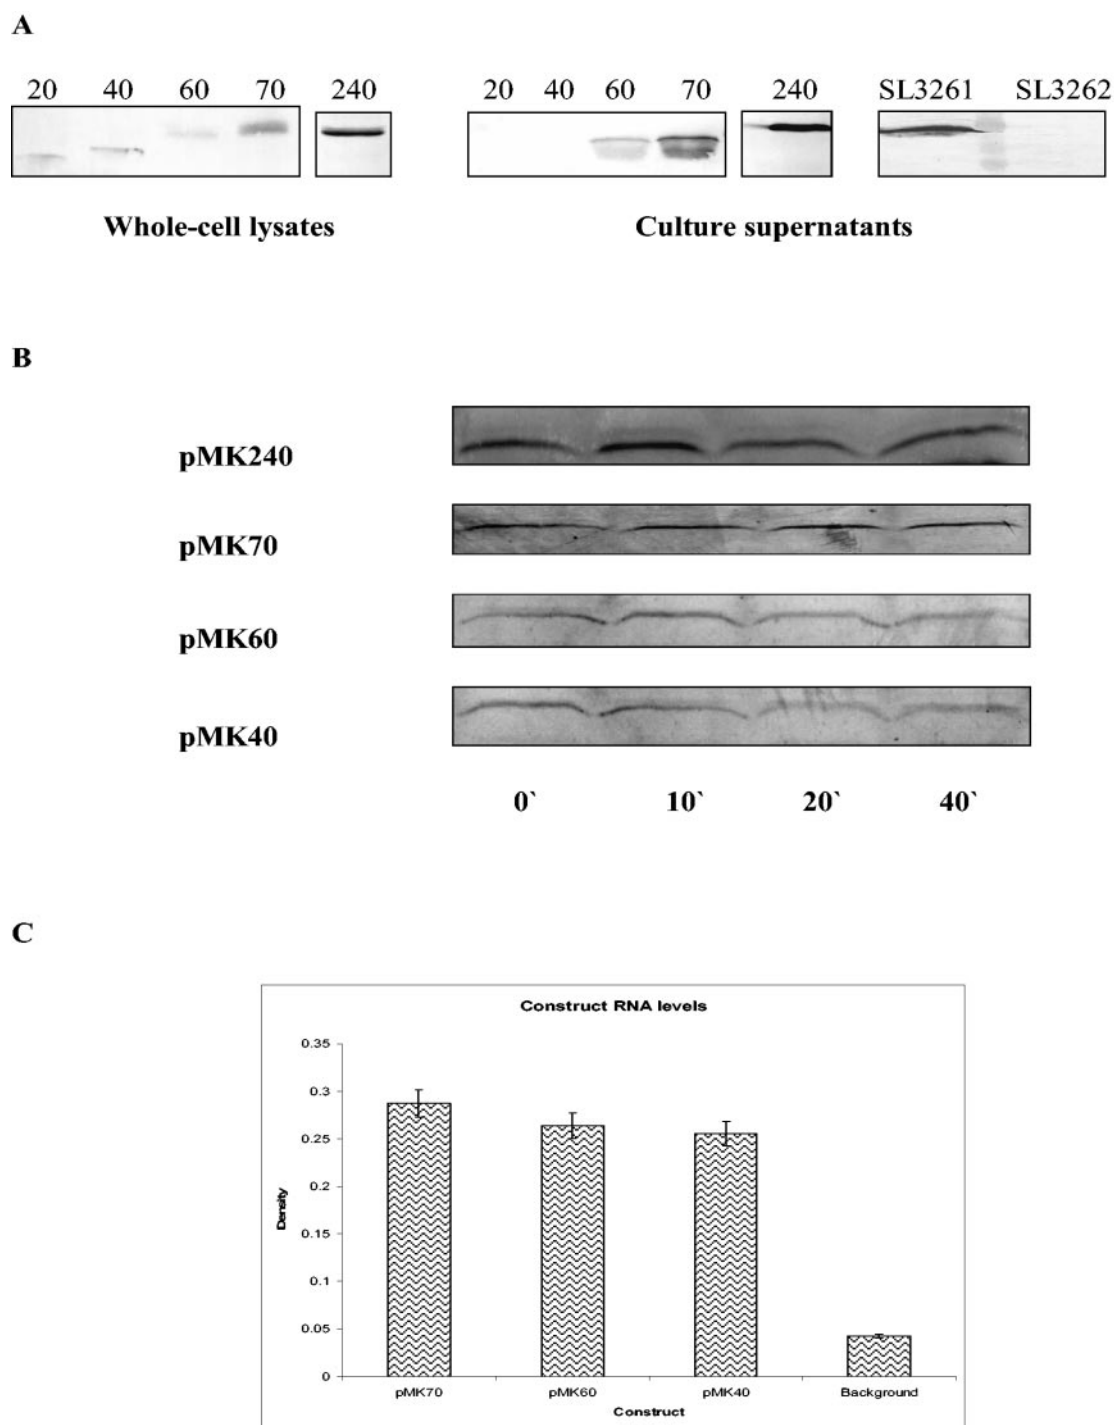 A
20 40 60 70 240 20 40 60 70 240 SL3261 SL3262
Whole-cell lysates Culture supernatants
B
pMK240
pMK70
pMK60
pMK40
0` 10` 20` 40`
C
Construct RNA levels
0.35
0.3
0.25
0.2
0.15
0.1
0.05
0
Density
pMK70 pMK60 pMK40 Background
Construct